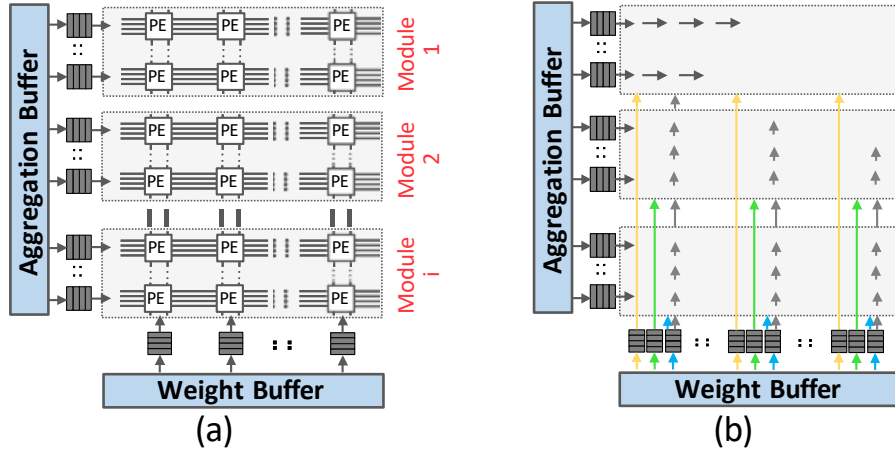 Aggregation Buffer
PE PE PE
PE PE PE
Module
1
PE PE PE
PE PE PE
Module
2
PE PE PE
PE PE PE
Module
i
Weight Buffer
(a)
Aggregation Buffer
Weight Buffer
(b)